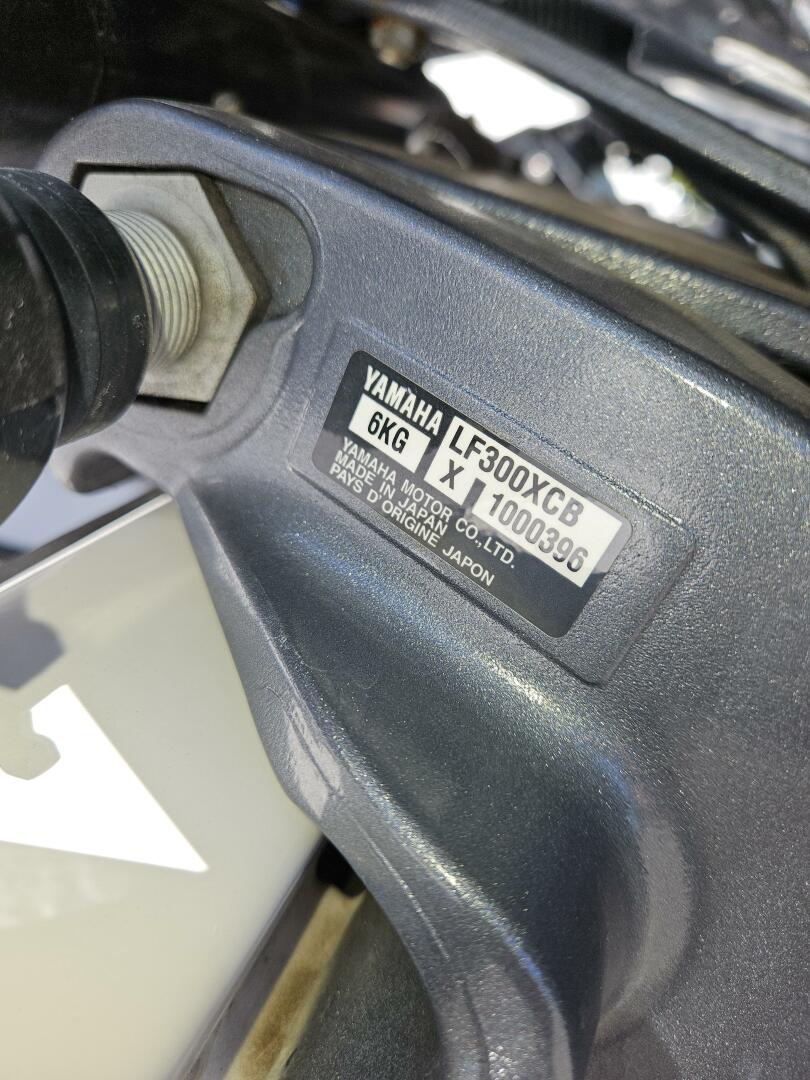 YAMAHA LF300XCB
6KG X 1000396
YAMAHA MOTOR CO.,LTD.
MADE IN JAPAN
PAYS D'ORIGINE JAPON